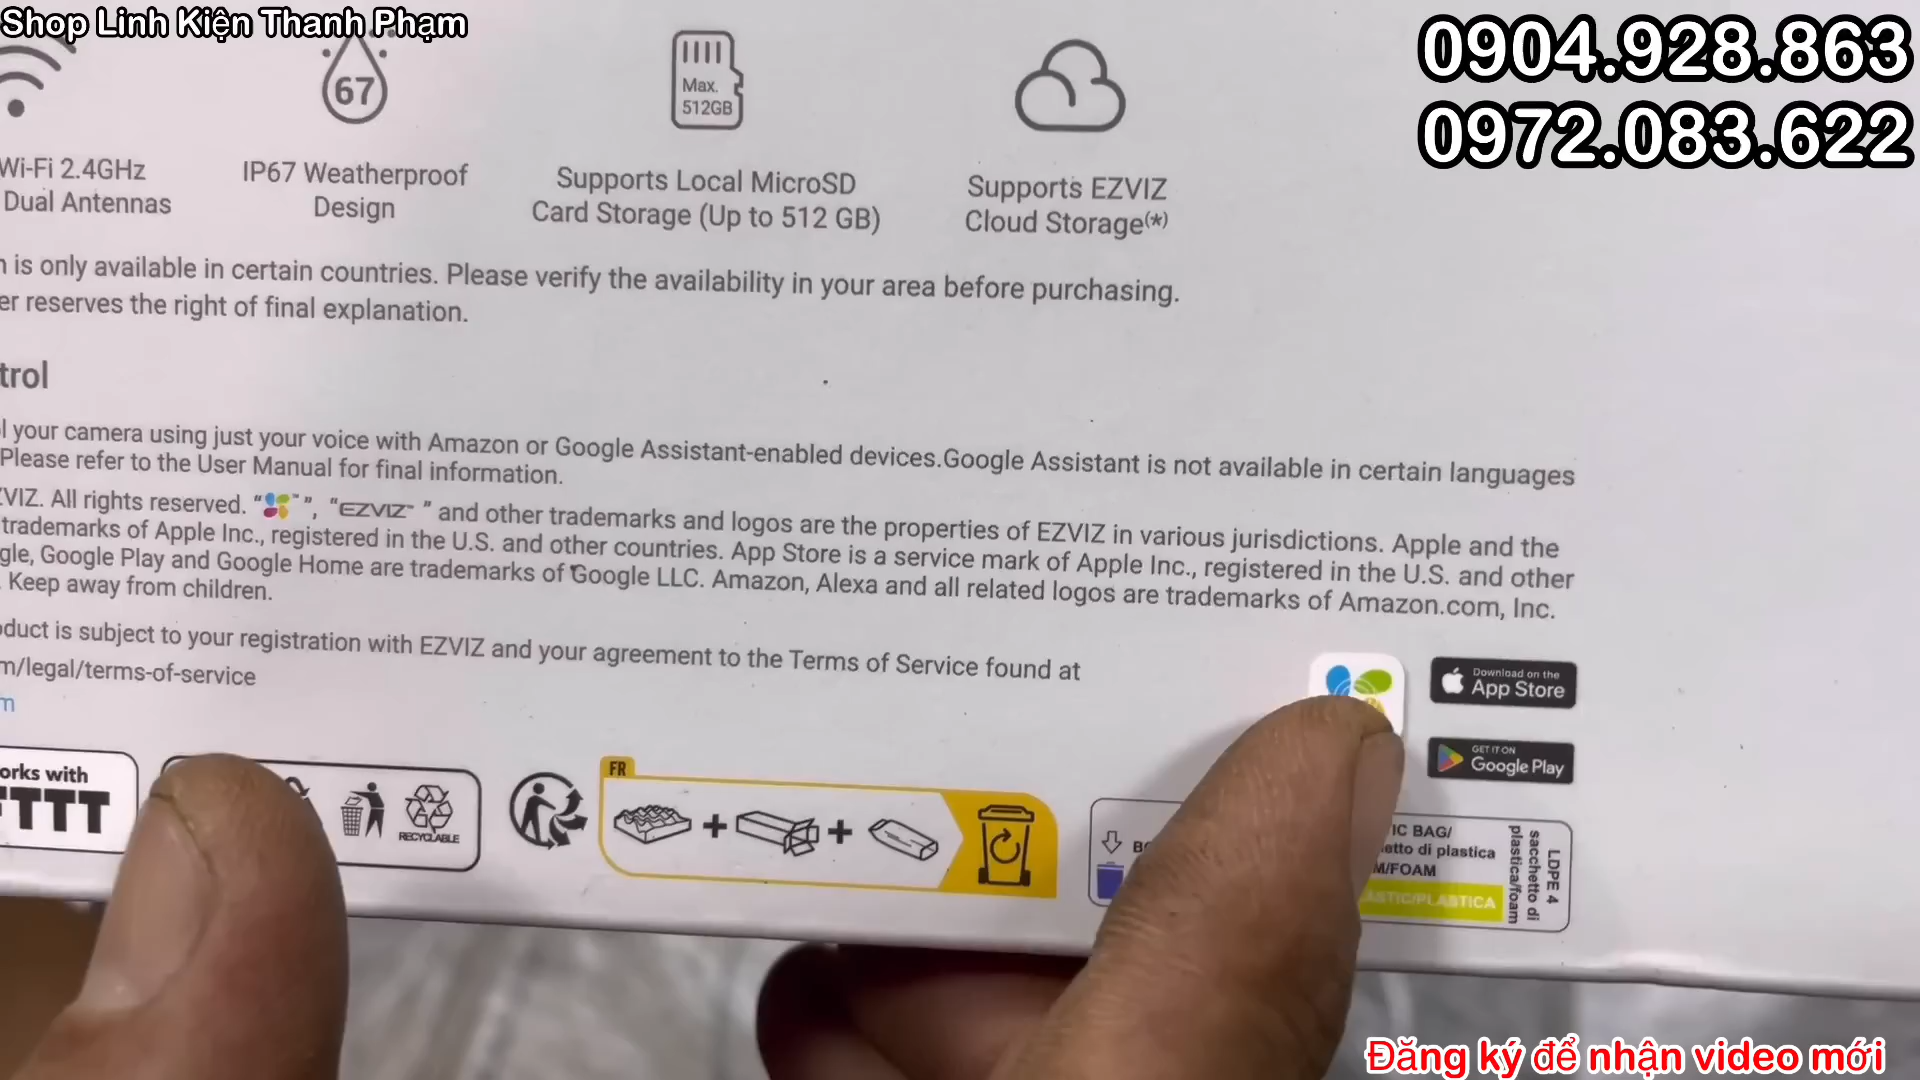 Shop Linh Kiện Thanh Phạm
0904.928.863
0972.083.622
67
Max.
512GB
Wi-Fi 2.4GHz
Dual Antennas
IP67 Weatherproof
Design
Supports Local MicroSD
Card Storage (Up to 512 GB)
Supports EZVIZ
Cloud Storage(*)
is only available in certain countries. Please verify the availability in your area before purchasing.
er reserves the right of final explanation.
trol
l your camera using just your voice with Amazon or Google Assistant-enabled devices.Google Assistant is not available in certain languages
Please refer to the User Manual for final information.
ZVIZ. All rights reserved. “ ™”, “EZVIZ™” and other trademarks and logos are the properties of EZVIZ in various jurisdictions. Apple and the
trademarks of Apple Inc., registered in the U.S. and other countries. App Store is a service mark of Apple Inc., registered in the U.S. and other
gle, Google Play and Google Home are trademarks of Google LLC. Amazon, Alexa and all related logos are trademarks of Amazon.com, Inc.
. Keep away from children.
oduct is subject to your registration with EZVIZ and your agreement to the Terms of Service found at
m/legal/terms-of-service
m
Download on the
App Store
GET IT ON
Google Play
orks with
TTT
RECYCLABLE
FR
IC BAG/
etto di plastica
M/FOAM
ASTIC/PLASTICA
LDPE 4
sacchetto di
plastica/foam
Đăng ký để nhận video mới